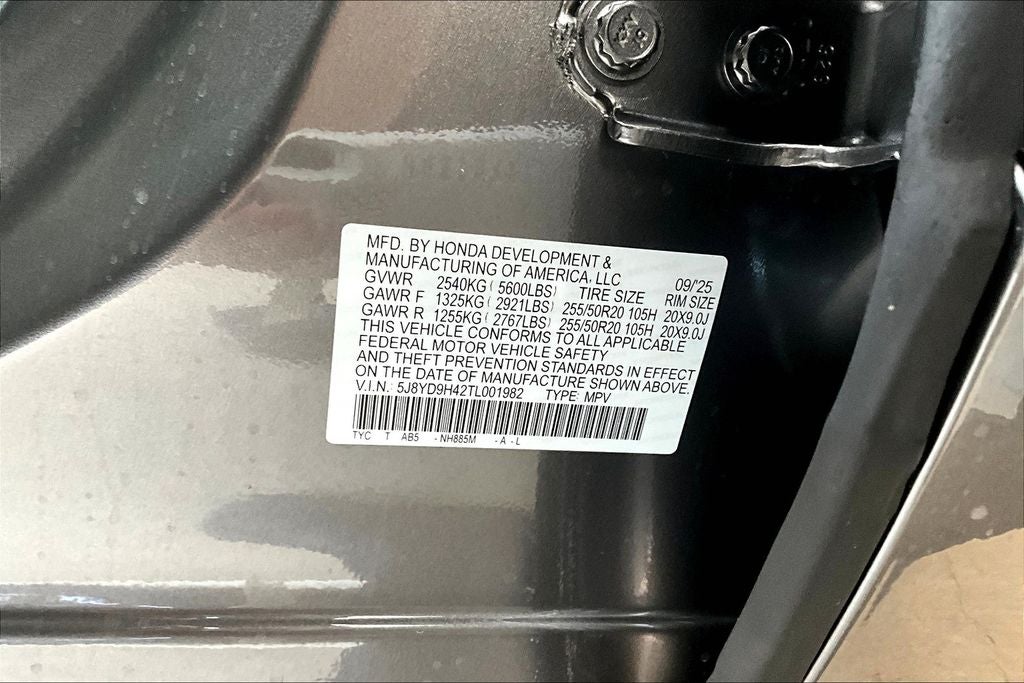 MFD. BY HONDA DEVELOPMENT &
MANUFACTURING OF AMERICA, LLC 09/'25
GVWR 2540KG ( 5600LBS) TIRE SIZE RIM SIZE
GAWR F 1325KG ( 2921LBS) 255/50R20 105H 20X9.0J
GAWR R 1255KG ( 2767LBS) 255/50R20 105H 20X9.0J
THIS VEHICLE CONFORMS TO ALL APPLICABLE
FEDERAL MOTOR VEHICLE SAFETY
AND THEFT PREVENTION STANDARDS IN EFFECT
ON THE DATE OF MANUFACTURE SHOWN ABOVE.
V.I.N. 5J8YD9H42TL001982 TYPE: MPV
TYC T AB5 - NH885M - A - L